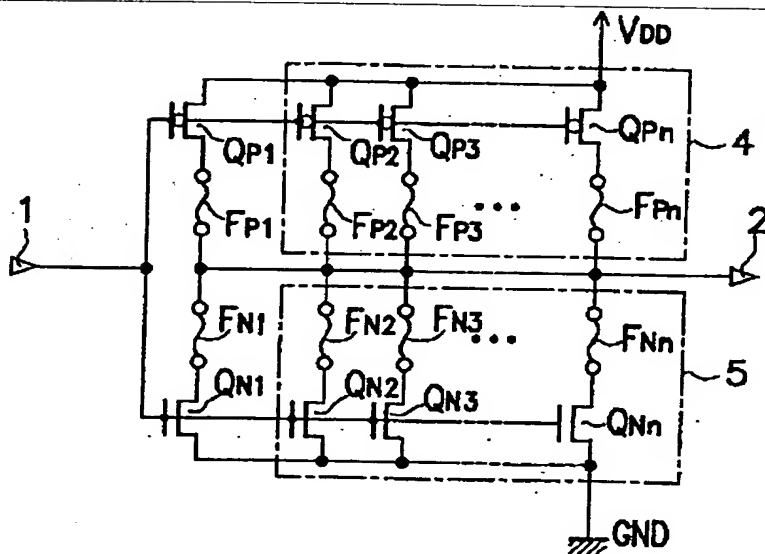 VDD
QP1 QP2 QP3 QPn 4
1 FP1 FP2 FP3 ••• FPn 2
FN1 FN2 FN3 ••• FNn
QN1 QN2 QN3 QNn 5
GND